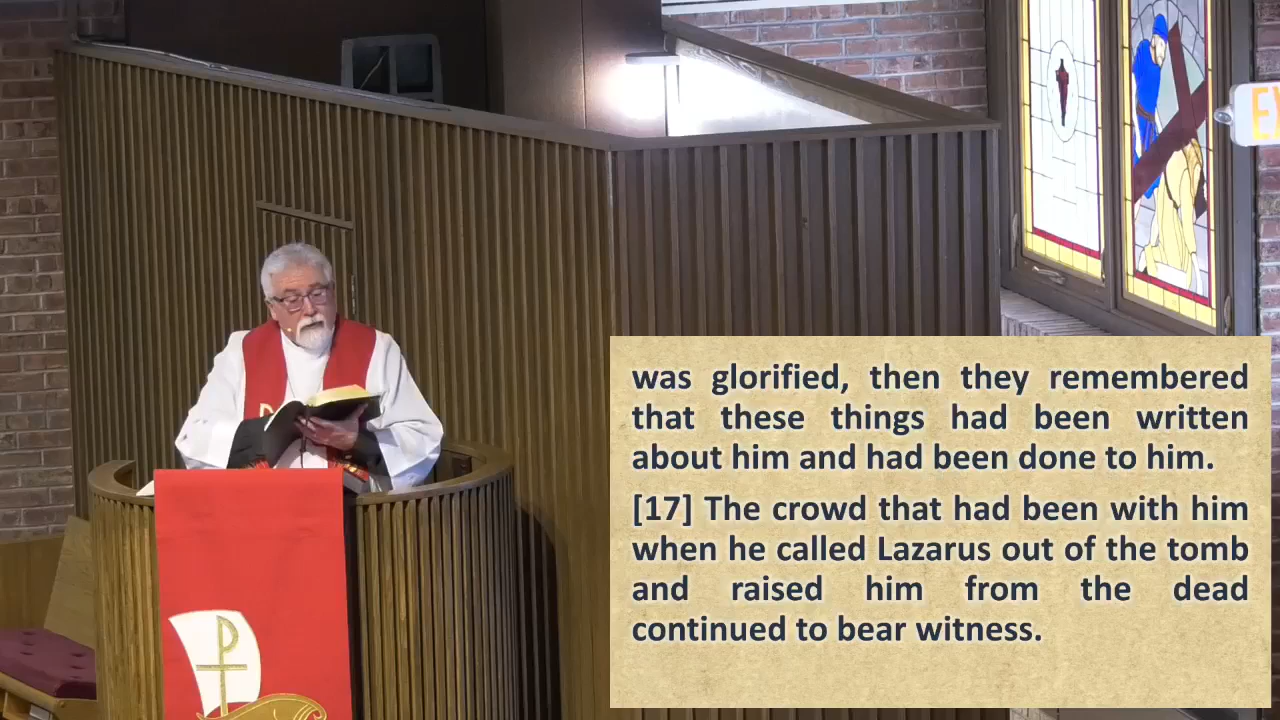 was glorified, then they remembered
that these things had been written
about him and had been done to him.
[17] The crowd that had been with him
when he called Lazarus out of the tomb
and raised him from the dead
continued to bear witness.